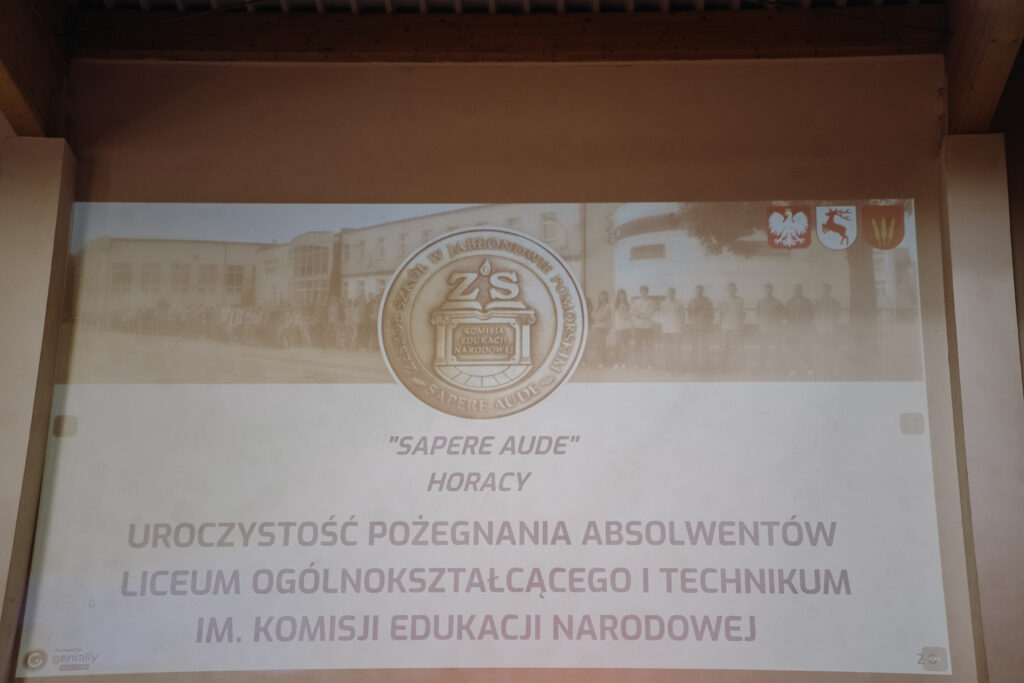 ZESPÓŁ SZKÓŁ W JABŁONOWIE POMORSKIM
ZS
KOMISJA
EDUKACJI
NARODOWEJ
SAPERE AUDE
"SAPERE AUDE"
HORACY
UROCZYSTOŚĆ POŻEGNANIA ABSOLWENTÓW
LICEUM OGÓLNOKSZTAŁCĄCEGO I TECHNIKUM
IM. KOMISJI EDUKACJI NARODOWEJ
genially